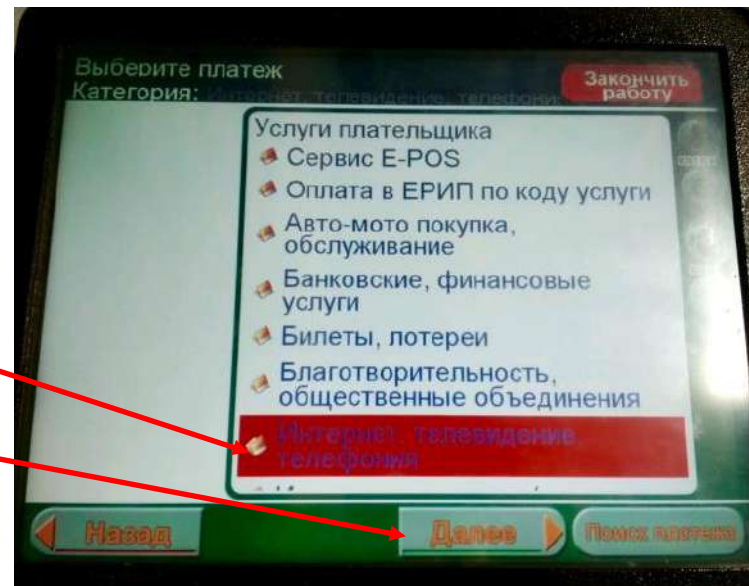 Выберите платеж
Категория: Интернет, телевидение, телефония
Закончить
работу
Услуги плательщика
Сервис E-POS
Оплата в ЕРИП по коду услуги
Авто-мото покупка,
обслуживание
Банковские, финансовые
услуги
Билеты, лотереи
Благотворительность,
общественные объединения
Интернет, телевидение,
телефония
Назад
Далее
Поиск платежа